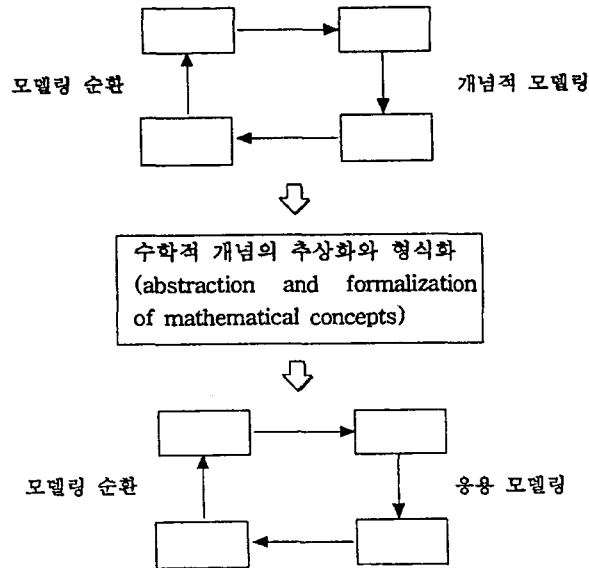 모델링 순환
개념적 모델링
수학적 개념의 추상화와 형식화
(abstraction and formalization
of mathematical concepts)
모델링 순환
응용 모델링